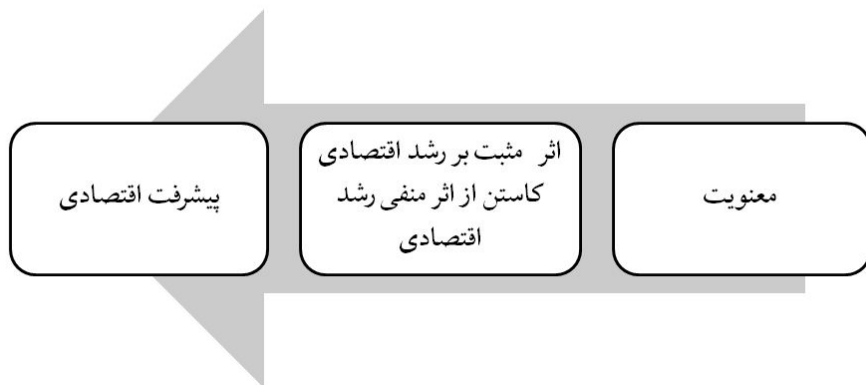 معنویت
اثر مثبت بر رشد اقتصادی
کاستن از اثر منفی رشد
اقتصادی
پیشرفت اقتصادی